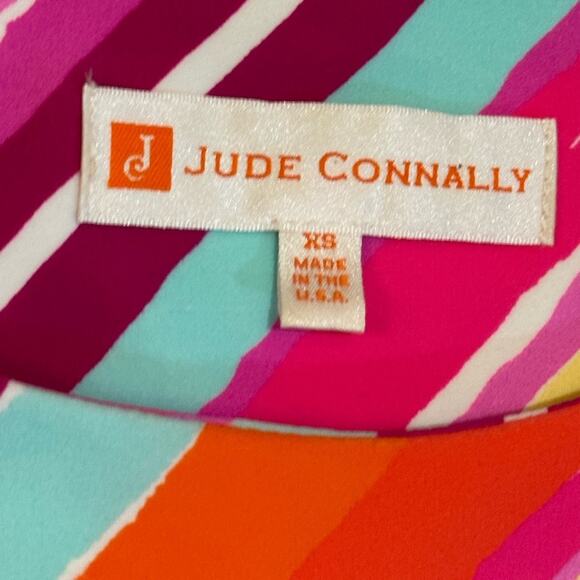 J JUDE CONNALLY
XS
MADE
IN THE
U.S.A.